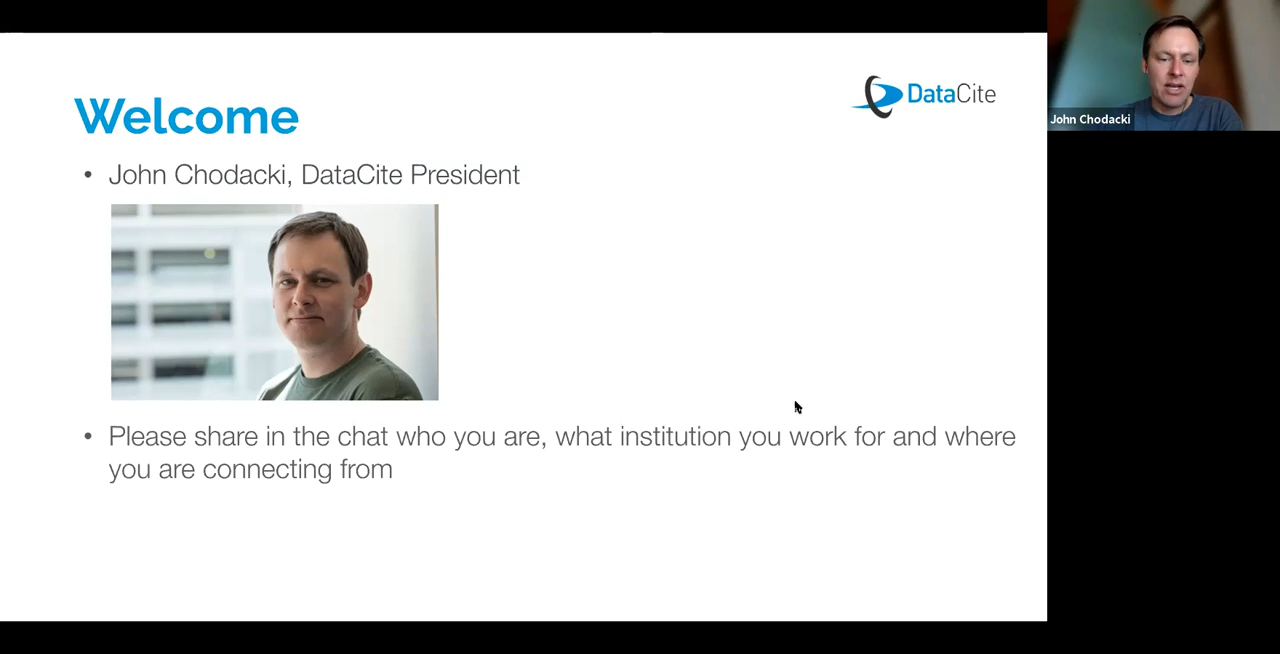 Welcome
DataCite
John Chodacki
• John Chodacki, DataCite President
• Please share in the chat who you are, what institution you work for and where
you are connecting from